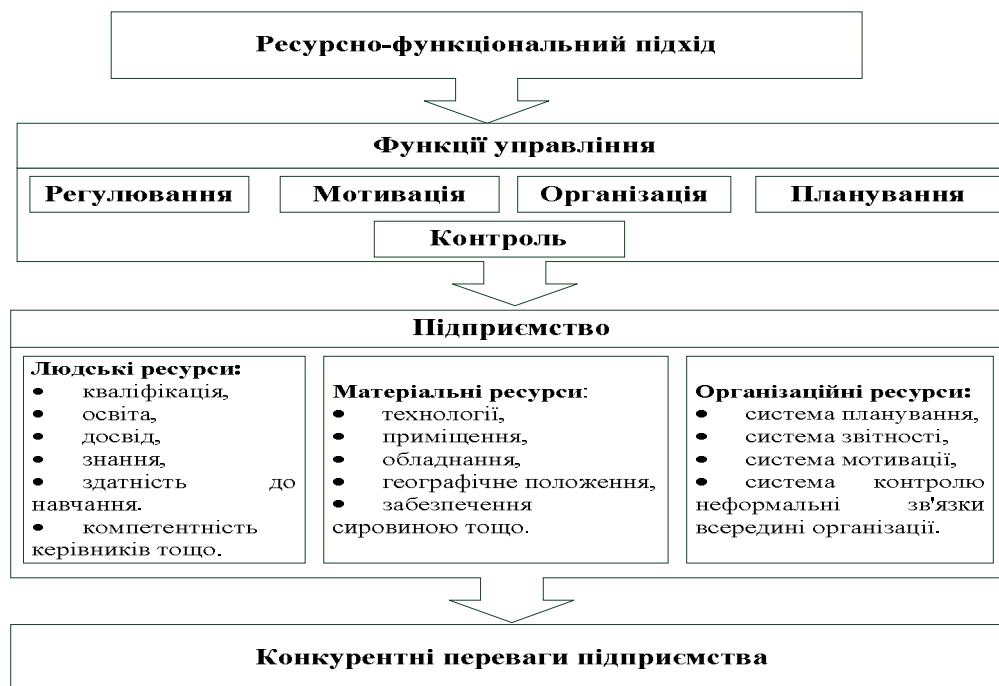 Ресурсно-функціональний підхід
Функції управління
Регулювання
Мотивація
Організація
Планування
Контроль
Підприємство
Людські ресурси:
● кваліфікація,
● освіта,
● досвід,
● знання,
● здатність до
навчання.
● компетентність
керівників тощо.
Матеріальні ресурси:
● технології,
● приміщення,
● обладнання,
● географічне положення,
● забезпечення
сировиною тощо.
Організаційні ресурси:
● система планування,
● система звітності,
● система мотивації,
● система контролю
неформальні зв'язки
всередині організації.
Конкурентні переваги підприємства